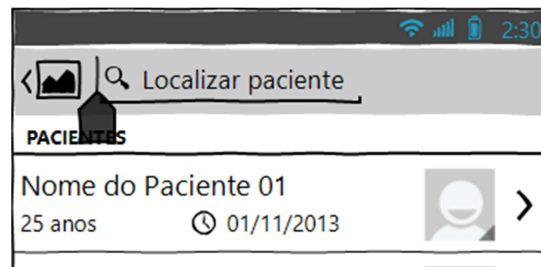 2:30
Localizar paciente
PACIENTES
Nome do Paciente 01
25 anos 01/11/2013